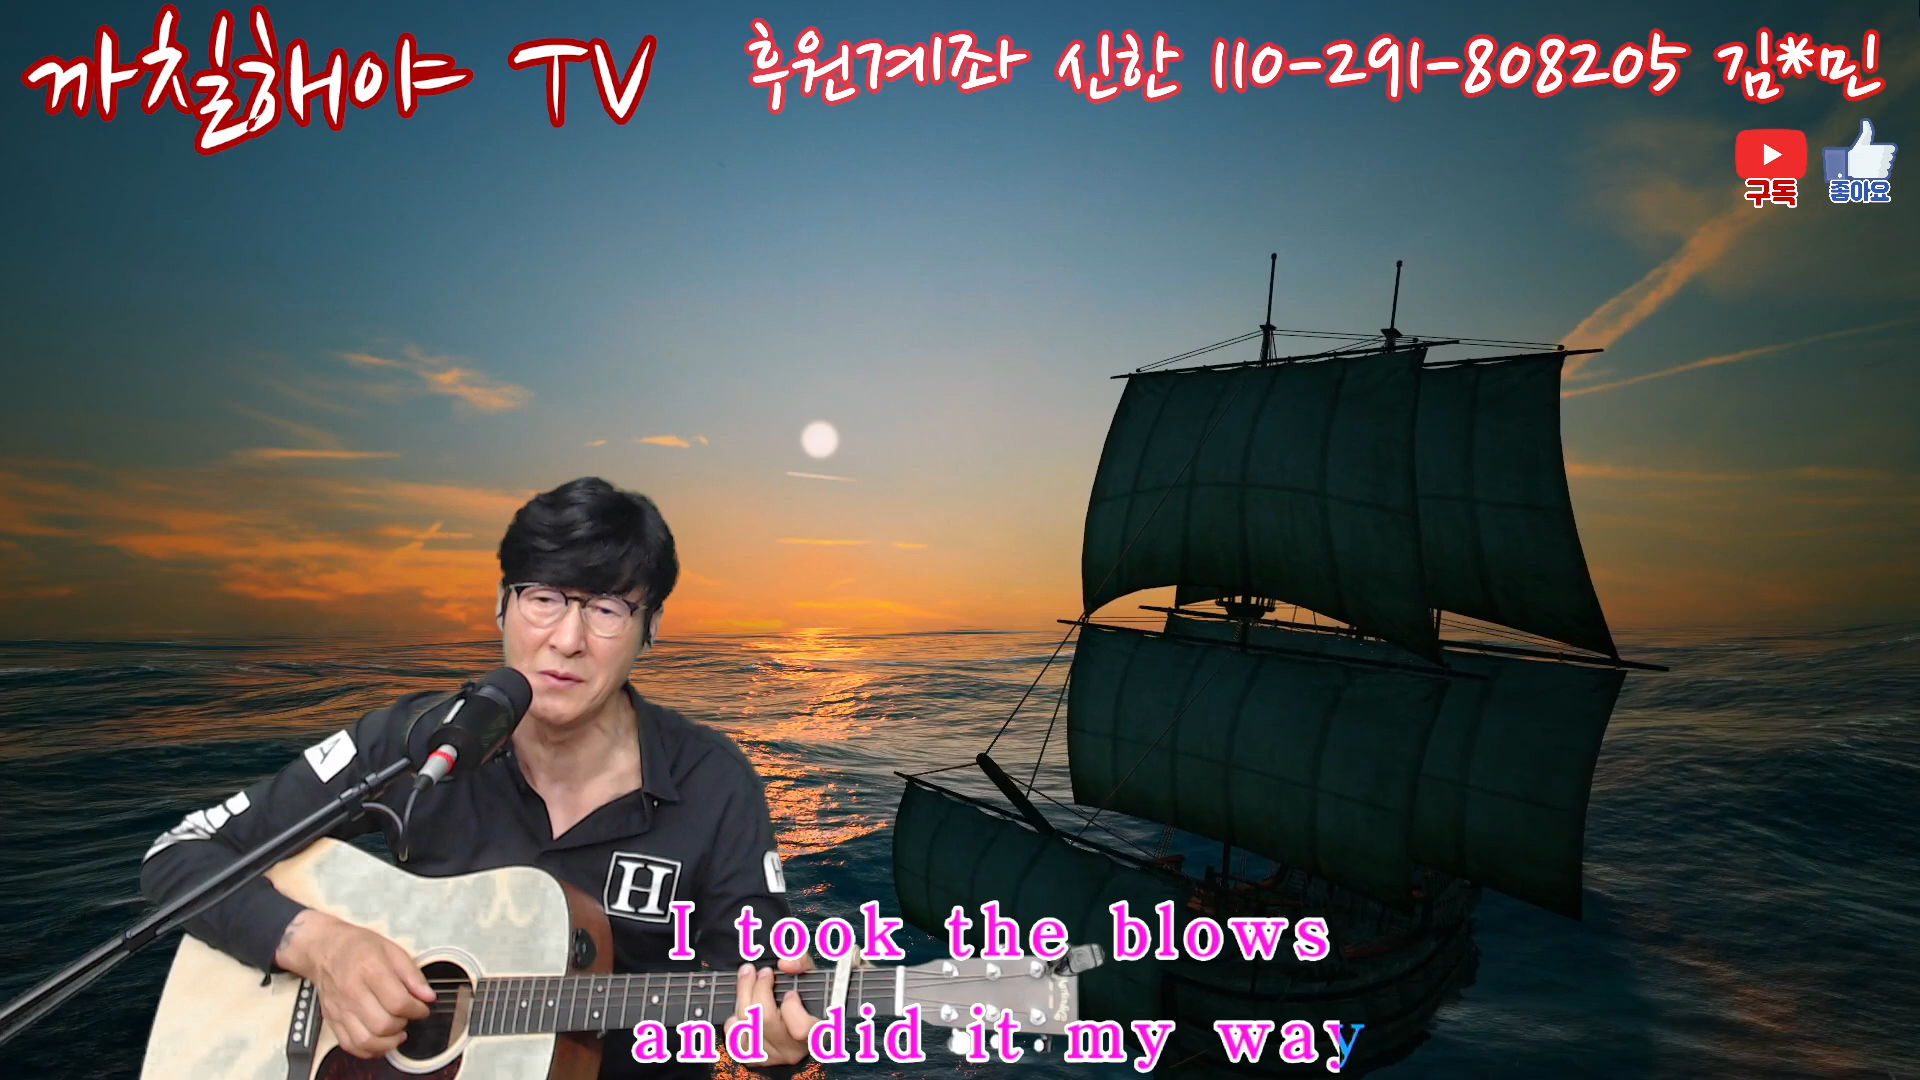 까칠해야 TV
후원계좌 신한 110-291-808205 김*민
구독
좋아요
A
H
I took the blows
and did it my way